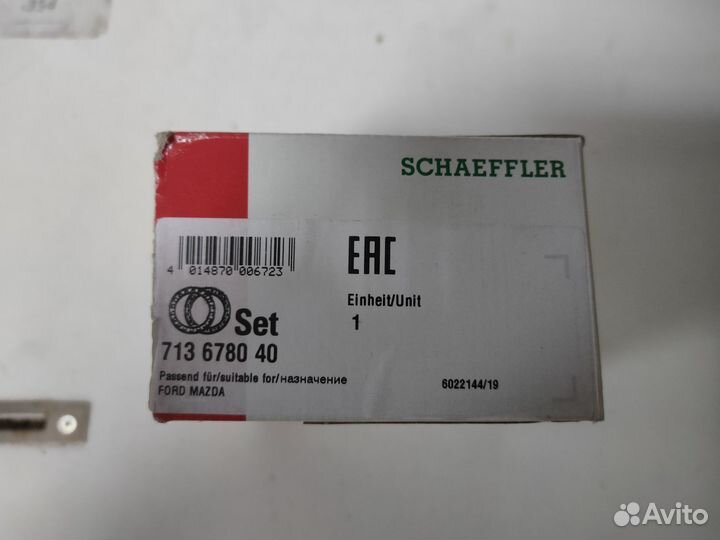 SCHAEFFLER
4 014870 006723
EAC
Einheit/Unit
1
Set
713 6780 40
Passend für/suitable for/назначение
FORD MAZDA
6022144/19
Avito